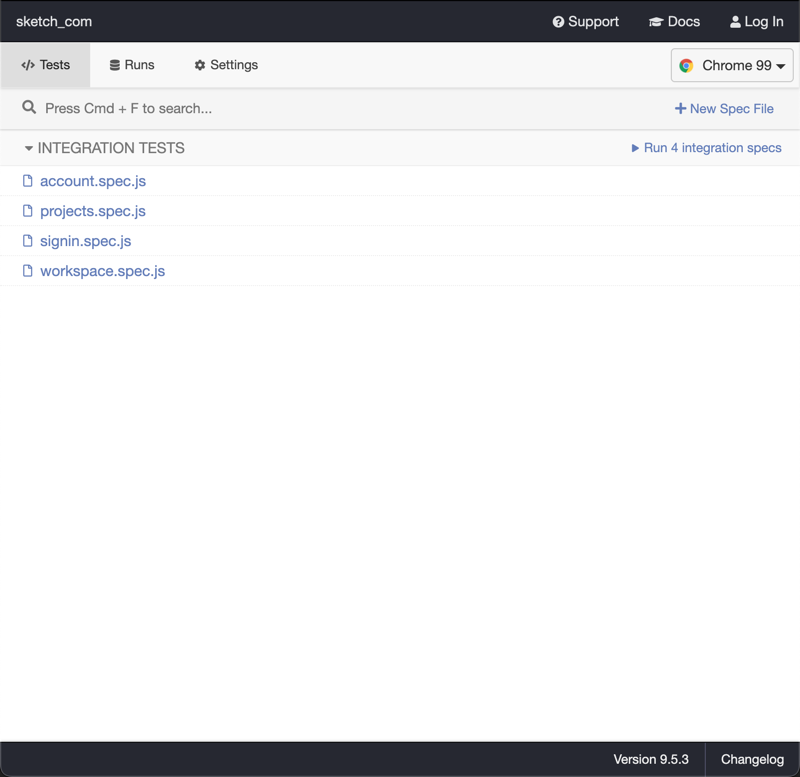 sketch_com Support Docs Log In
Tests Runs Settings Chrome 99
Press Cmd + F to search... New Spec File
INTEGRATION TESTS Run 4 integration specs
account.spec.js
projects.spec.js
signin.spec.js
workspace.spec.js
Version 9.5.3 Changelog